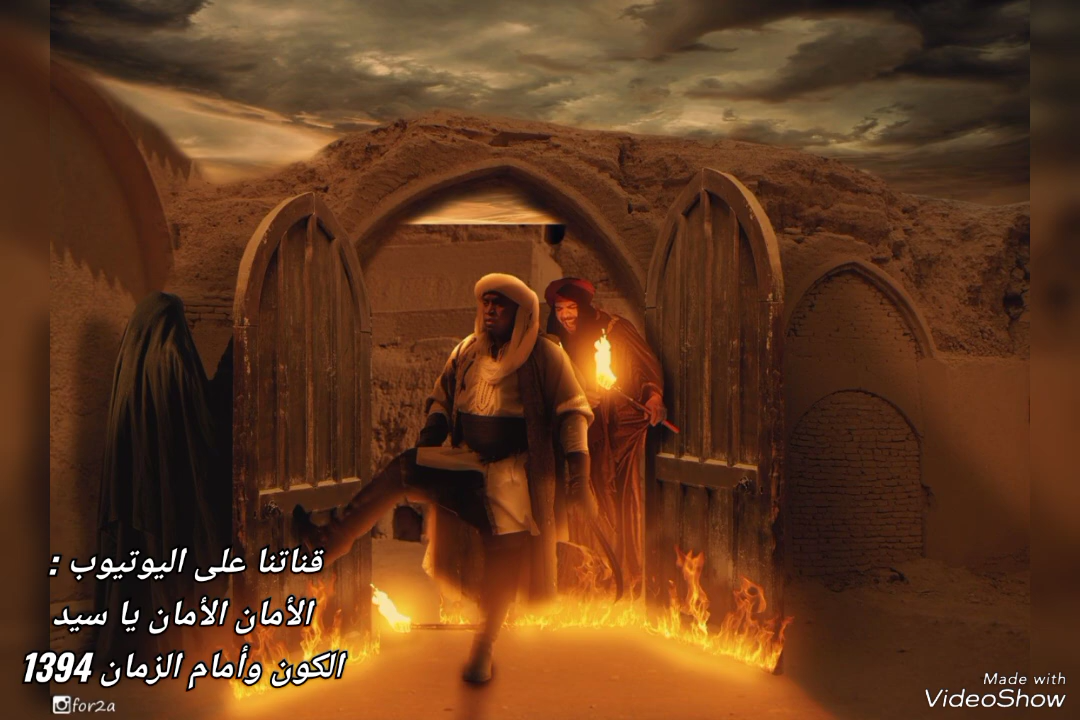 قناتنا على اليوتيوب :
الأمان الأمان يا سيد
الكون وأمام الزمان 1394
for2a
Made with
VideoShow